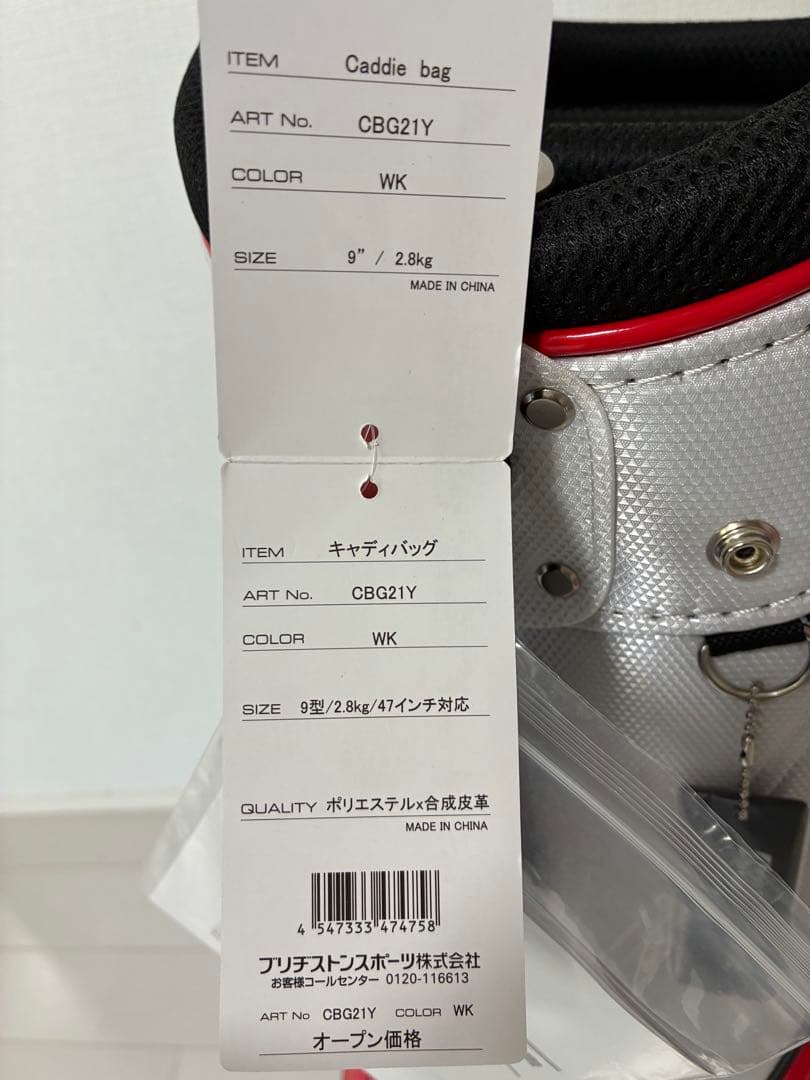 ITEM Caddie bag
ART No. CBG21Y
COLOR WK
SIZE 9” / 2.8kg
MADE IN CHINA
ITEM キャディバッグ
ART No. CBG21Y
COLOR WK
SIZE 9型/2.8kg/47インチ対応
QUALITY ポリエステルx合成皮革
MADE IN CHINA
4 547333 474758
ブリヂストンスポーツ株式会社
お客様コールセンター 0120-116613
ART No CBG21Y COLOR WK
オープン価格